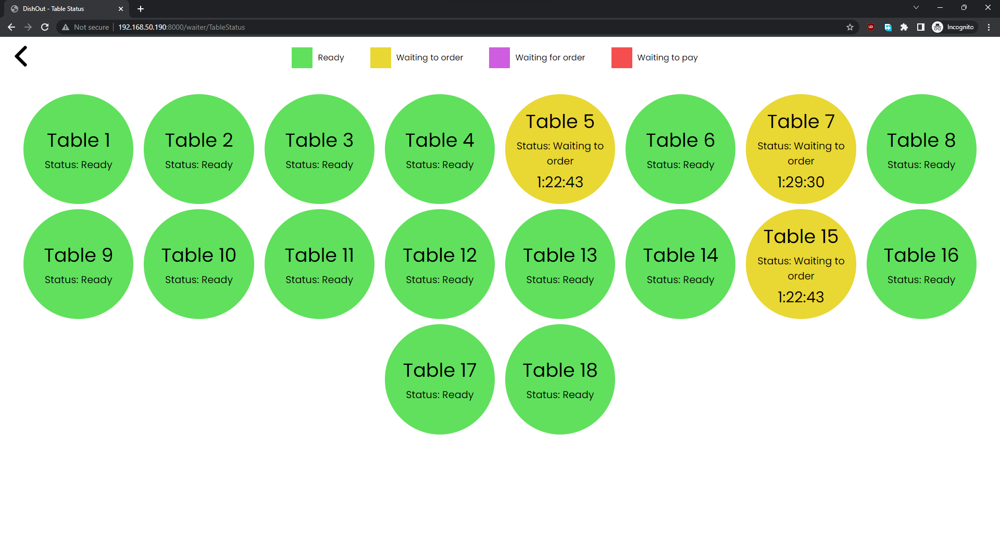 DishOut - Table Status
Not secure 192.168.50.190:8000/waiter/TableStatus
Incognito
Ready
Waiting to order
Waiting for order
Waiting to pay
Table 1
Status: Ready
Table 2
Status: Ready
Table 3
Status: Ready
Table 4
Status: Ready
Table 5
Status: Waiting to
order
1:22:43
Table 6
Status: Ready
Table 7
Status: Waiting to
order
1:29:30
Table 8
Status: Ready
Table 9
Status: Ready
Table 10
Status: Ready
Table 11
Status: Ready
Table 12
Status: Ready
Table 13
Status: Ready
Table 14
Status: Ready
Table 15
Status: Waiting to
order
1:22:43
Table 16
Status: Ready
Table 17
Status: Ready
Table 18
Status: Ready